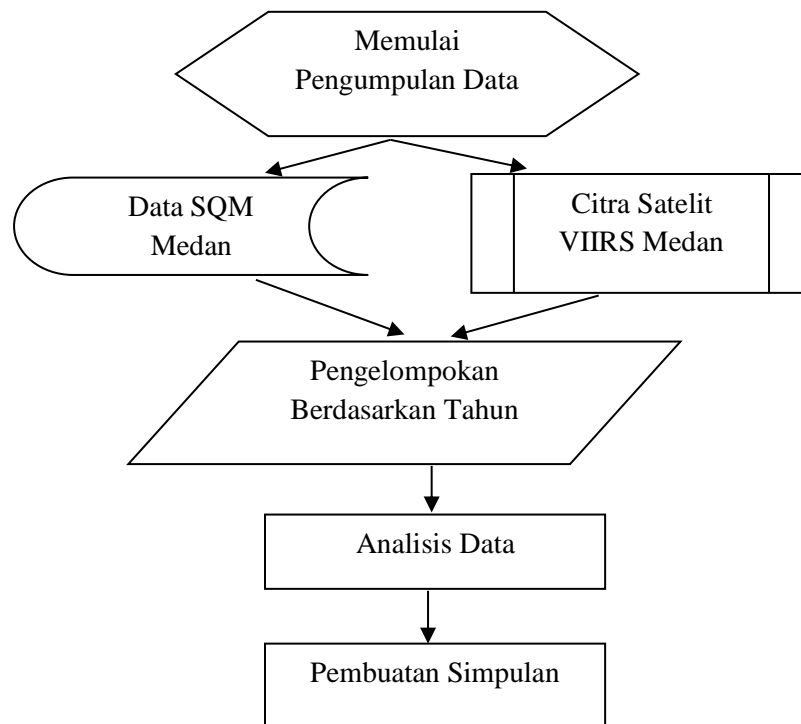 Memulai
Pengumpulan Data
Data SQM
Medan
Citra Satelit
VIIRS Medan
Pengelompokan
Berdasarkan Tahun
Analisis Data
Pembuatan Simpulan